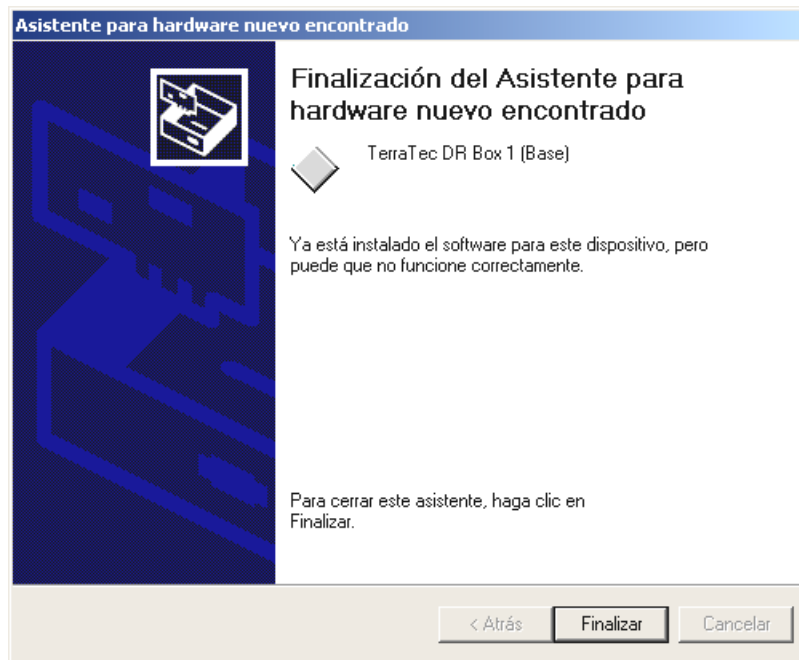 Asistente para hardware nuevo encontrado
Finalización del Asistente para
hardware nuevo encontrado
TerraTec DR Box 1 (Base)
Ya está instalado el software para este dispositivo, pero
puede que no funcione correctamente.
Para cerrar este asistente, haga clic en
Finalizar.
< Atrás
Finalizar
Cancelar